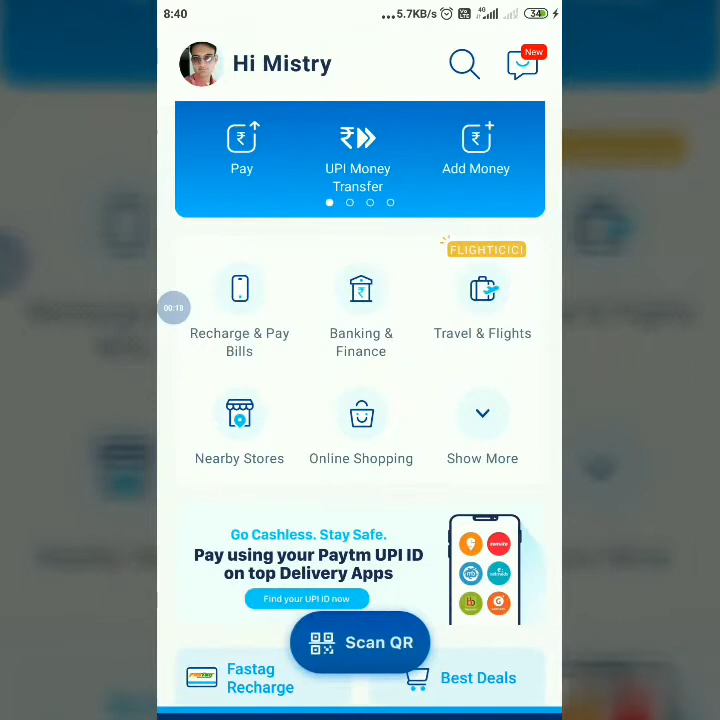 8:40
...5.7KB/s
4G
34
Hi Mistry
New
Pay
UPI Money
Transfer
Add Money
FLIGHTICICI
00:18
Recharge & Pay
Bills
Banking &
Finance
Travel & Flights
Nearby Stores
Online Shopping
Show More
Go Cashless. Stay Safe.
Pay using your Paytm UPI ID
on top Delivery Apps
Find your UPI ID now
Scan QR
Fastag
Recharge
Best Deals